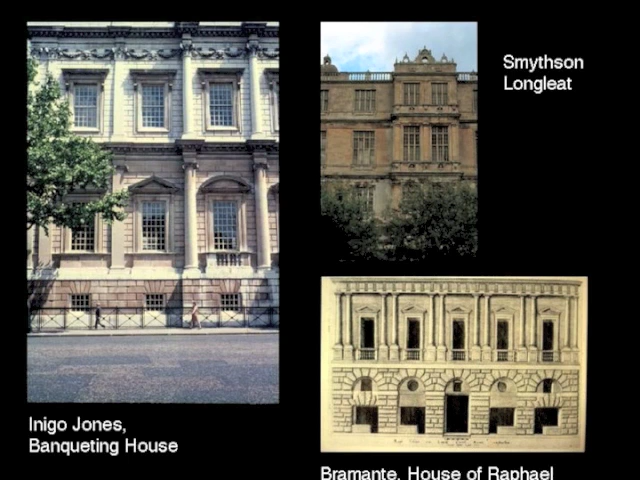 Smythson
Longleat
Inigo Jones,
Banqueting House
Bramante, House of Raphael